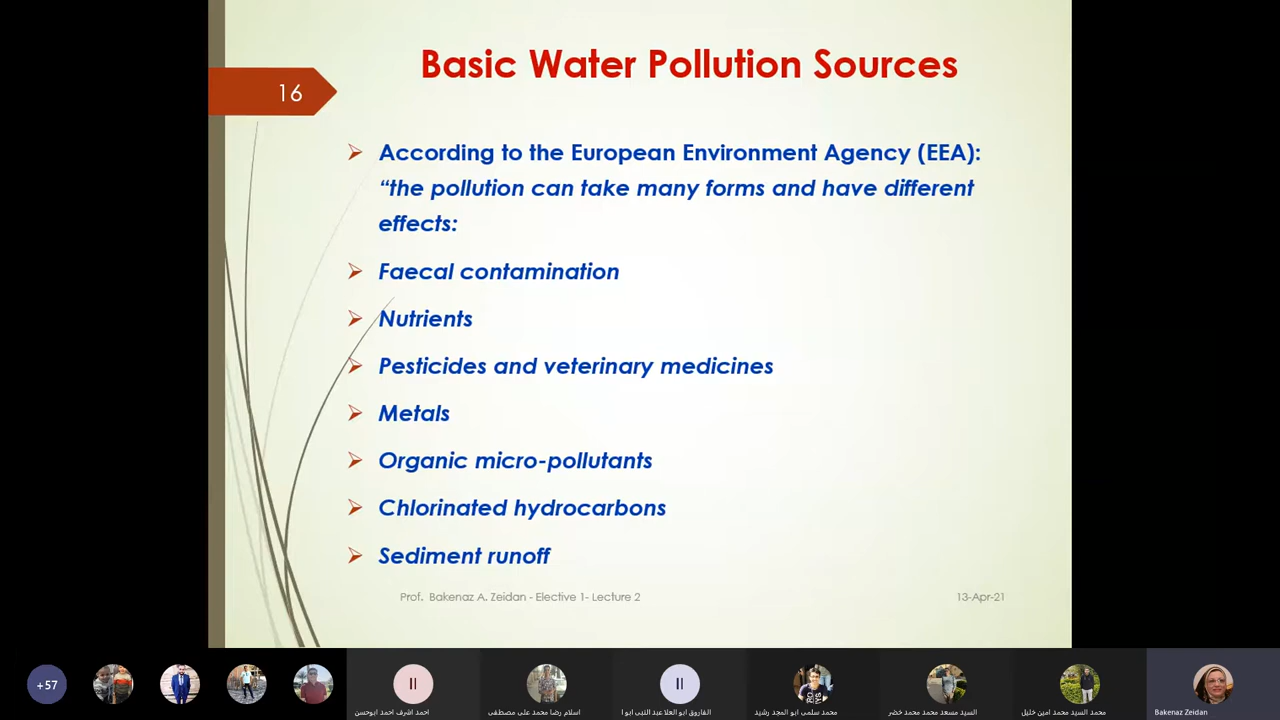 Basic Water Pollution Sources
16
According to the European Environment Agency (EEA):
“the pollution can take many forms and have different
effects:
Faecal contamination
Nutrients
Pesticides and veterinary medicines
Metals
Organic micro-pollutants
Chlorinated hydrocarbons
Sediment runoff
Prof. Bakenaz A. Zeidan - Elective 1- Lecture 2
13-Apr-21
+57
احمد اشرف احمد ابوحسن
اسلام رضا محمد على مصطفى
الفاروق ابو العلا عبد النبى ابو ا
محمد سلمى ابو المجد رشيد
السيد مسعد محمد محمد خضر
محمد السيد محمد امين خليل
Bakenaz Zeidan